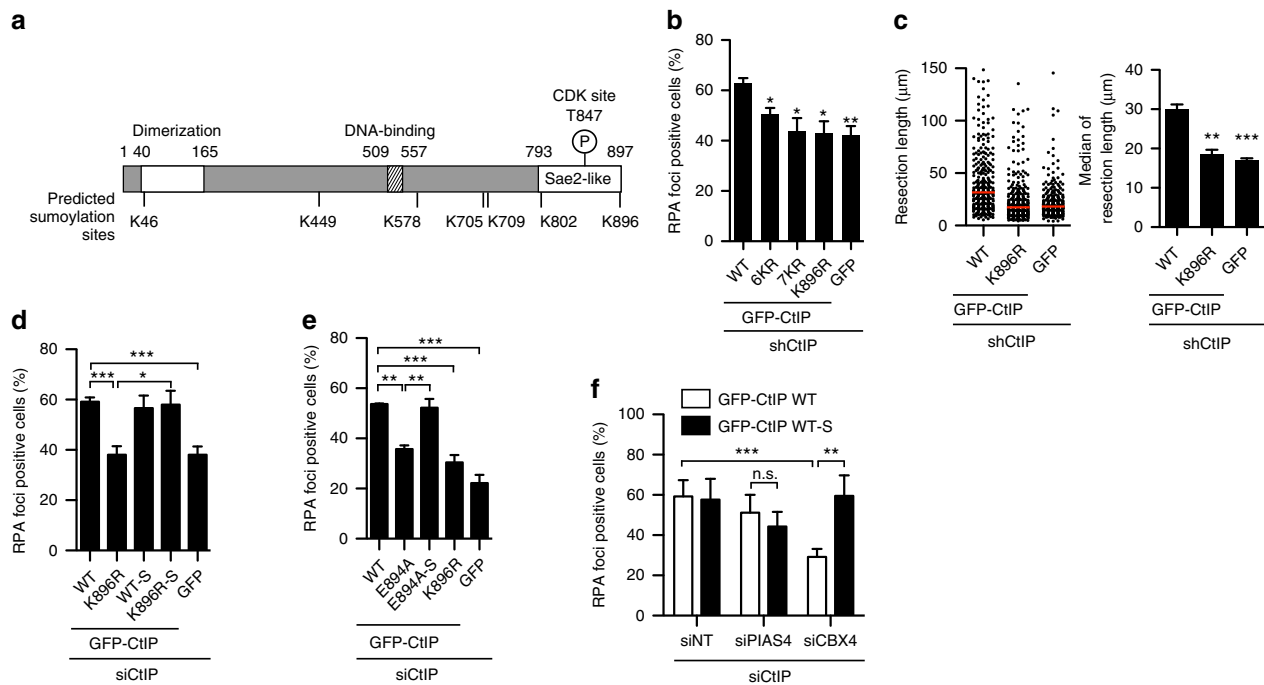 a
CDK site
T847
P
Dimerization
DNA-binding
1 40 165 509 557 793 897
Sae2-like
Predicted
sumoylation
sites
K46 K449 K578 K705 K709 K802 K896
b
RPA foci positive cells (%)
80
60
40
20
0
* * * **
WT 6KR 7KR K896R GFP
GFP-CtIP
shCtIP
c
Resection length (μm)
150
100
50
0
WT K896R GFP
GFP-CtIP
shCtIP
Median of
resection length (μm)
40
30
20
10
0
** ***
WT K896R GFP
GFP-CtIP
shCtIP
d
RPA foci positive cells (%)
80
60
40
20
0
***
*** *
WT K896R WT-S K896R-S GFP
GFP-CtIP
siCtIP
e
RPA foci positive cells (%)
80
60
40
20
0
***
***
** **
WT E894A E894A-S K896R GFP
GFP-CtIP
siCtIP
f
GFP-CtIP WT
GFP-CtIP WT-S
RPA foci positive cells (%)
100
80
60
40
20
0
*** **
n.s.
siNT siPIAS4 siCBX4
siCtIP